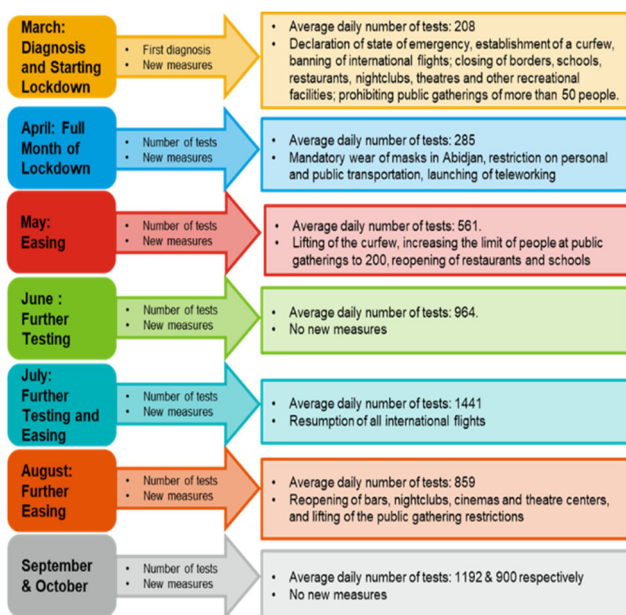 March:
Diagnosis
and Starting
Lockdown
• First diagnosis
• New measures
• Average daily number of tests: 208
• Declaration of state of emergency, establishment of a curfew,
banning of international flights; closing of borders, schools,
restaurants, nightclubs, theatres and other recreational
facilities; prohibiting public gatherings of more than 50 people.
April: Full
Month of
Lockdown
• Number of tests
• New measures
• Average daily number of tests: 285
• Mandatory wear of masks in Abidjan, restriction on personal
and public transportation, launching of teleworking
May:
Easing
• Number of tests
• New measures
• Average daily number of tests: 561.
• Lifting of the curfew, increasing the limit of people at public
gatherings to 200, reopening of restaurants and schools
June :
Further
Testing
• Number of tests
• New measures
• Average daily number of tests: 964.
• No new measures
July:
Further
Testing and
Easing
• Number of tests
• New measures
• Average daily number of tests: 1441
• Resumption of all international flights
August:
Further
Easing
• Number of tests
• New measures
• Average daily number of tests: 859
• Reopening of bars, nightclubs, cinemas and theatre centers,
and lifting of the public gathering restrictions
September
& October
• Number of tests
• New measures
• Average daily number of tests: 1192 & 900 respectively
• No new measures